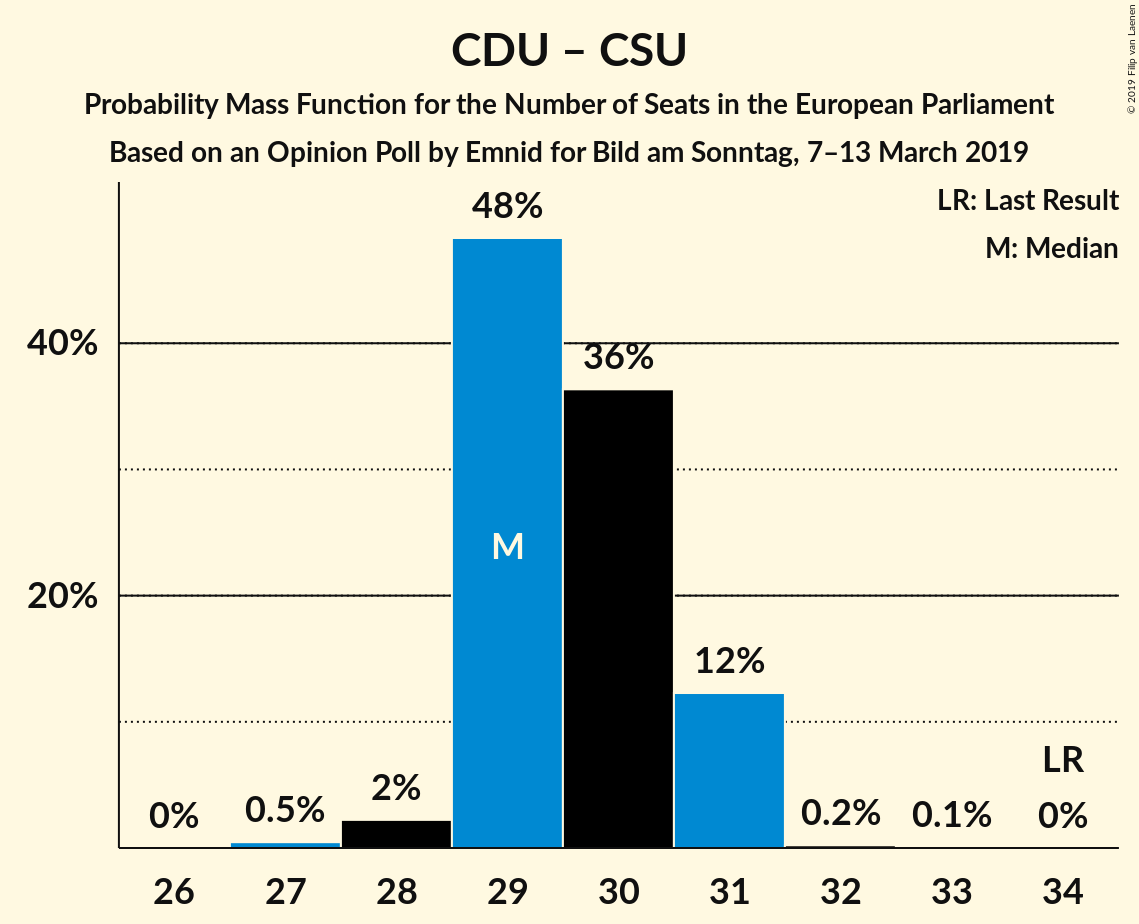 CDU – CSU
Probability Mass Function for the Number of Seats in the European Parliament
Based on an Opinion Poll by Emnid for Bild am Sonntag, 7–13 March 2019
© 2019 Filip van Laenen
LR: Last Result
M: Median
48%
40%
36%
M
20%
12%
LR
0%
0.5%
2%
0.2%
0.1%
0%
26 27 28 29 30 31 32 33 34